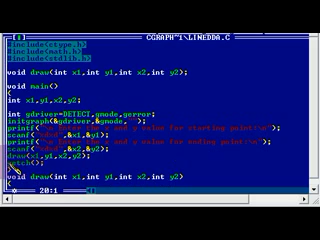 CGRAPH~1\LINEDDA.C
#include<ctype.h>
#include<math.h>
#include<stdlib.h>
void draw(int x1,int y1,int x2,int y2);
void main()
{
int x1,y1,x2,y2;
int gdriver=DETECT,gmode,gerror;
initgraph(&gdriver,&gmode, "");
printf("\n Enter the x and y value for starting point:\n");
scanf("%d%d",&x1,&y1);
printf("\n Enter the x and y value for ending point:\n");
scanf("%d%d",&x2,&y2);
draw(x1,y1,x2,y2);
getch();
}
void draw(int x1,int y1,int x2,int y2)
{
20:1